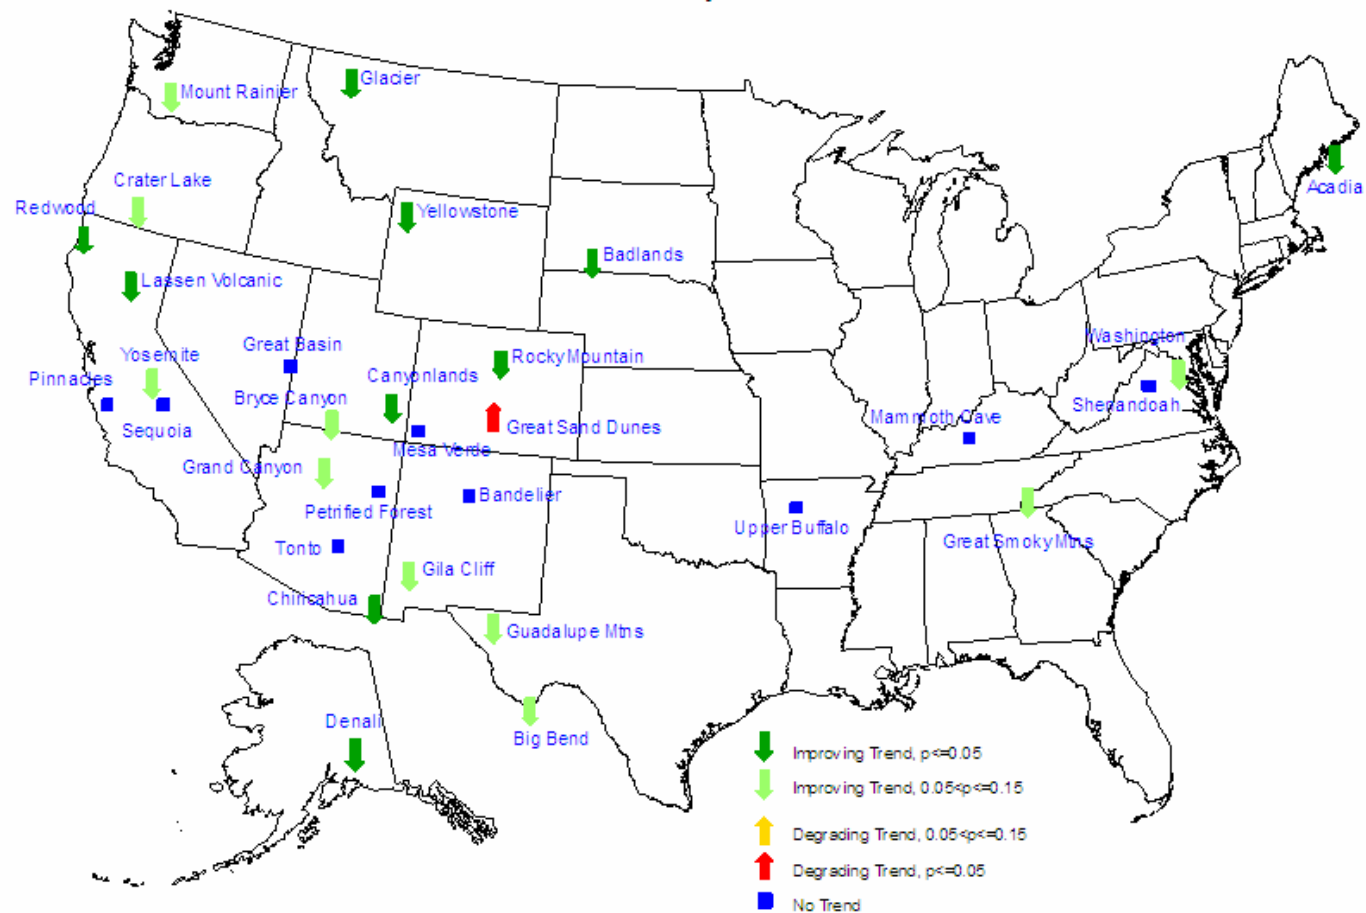 Glacier
Mount Rainier
Crater Lake
Acadia
Redwood
Yellowstone
Badlands
Lassen Volcanic
Great Basin
Washington
Yosemite
Rocky Mountain
Pinnacles
Canyonlands
Bryce Canyon
Shenandoah
Mammoth Cave
Sequoia
Great Sand Dunes
Mesa Verde
Grand Canyon
Bandelier
Petrified Forest
Upper Buffalo
Tonto
Great Smoky Mtns
Gila Cliff
Chiricahua
Guadalupe Mtns
Denali
Big Bend
Improving Trend, p<=0.05
Improving Trend, 0.05<p<=0.15
Degrading Trend, 0.05<p<=0.15
Degrading Trend, p<=0.05
No Trend